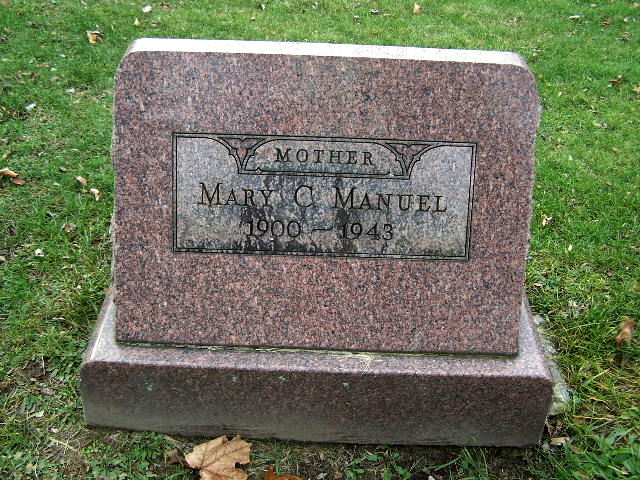 MOTHER
MARY C MANUEL
1900 — 1943